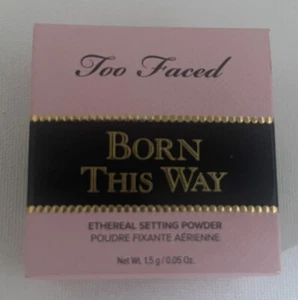 Too Faced
BORN
THIS WAY
ETHEREAL SETTING POWDER
POUDRE FIXANTE AÉRIENNE
Net Wt. 1.5 g / 0.05 Oz.